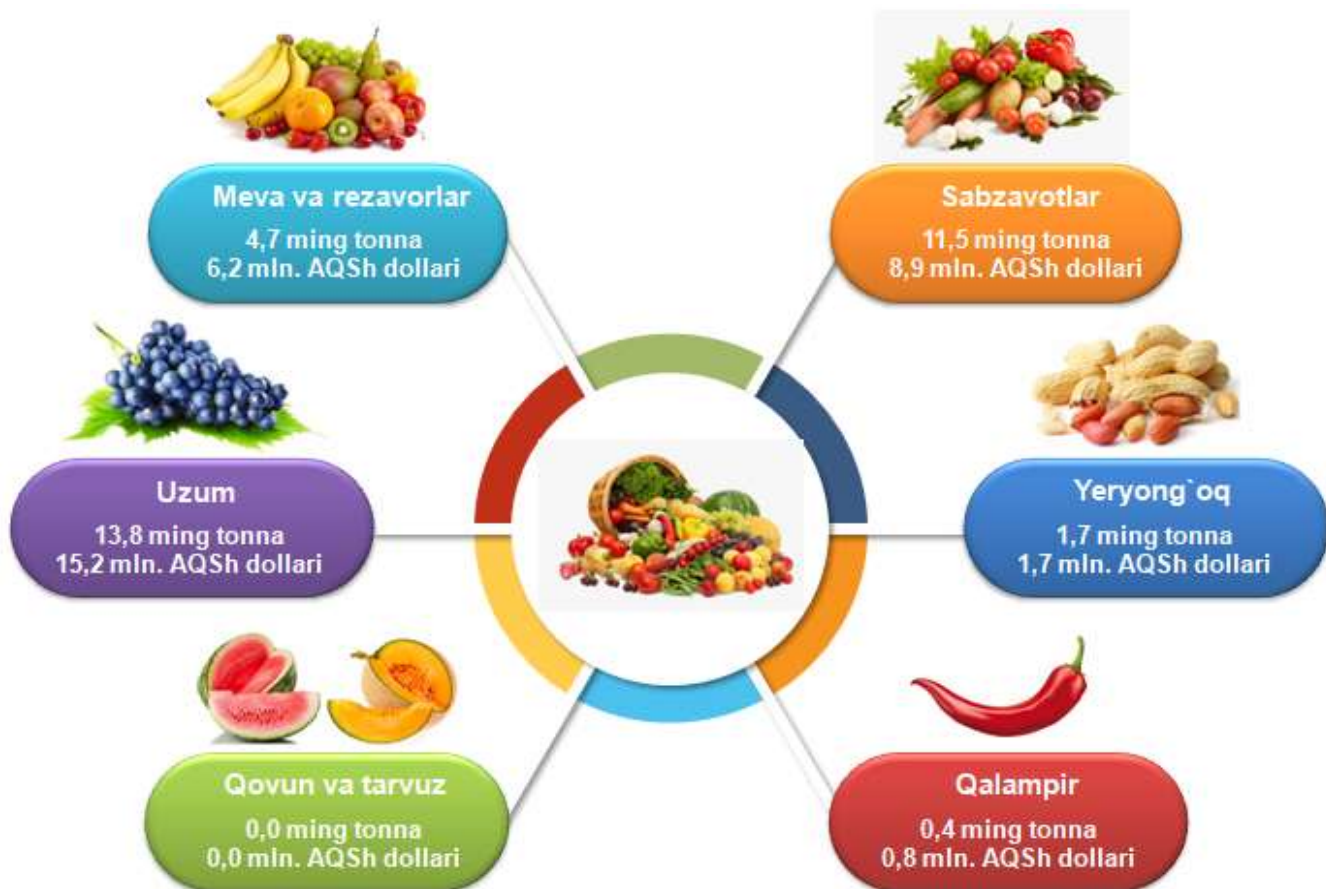 Meva va rezavorlar
4,7 ming tonna
6,2 mln. AQSh dollari
Sabzavotlar
11,5 ming tonna
8,9 mln. AQSh dollari
Uzum
13,8 ming tonna
15,2 mln. AQSh dollari
Yeryong`oq
1,7 ming tonna
1,7 mln. AQSh dollari
Qovun va tarvuz
0,0 ming tonna
0,0 mln. AQSh dollari
Qalampir
0,4 ming tonna
0,8 mln. AQSh dollari